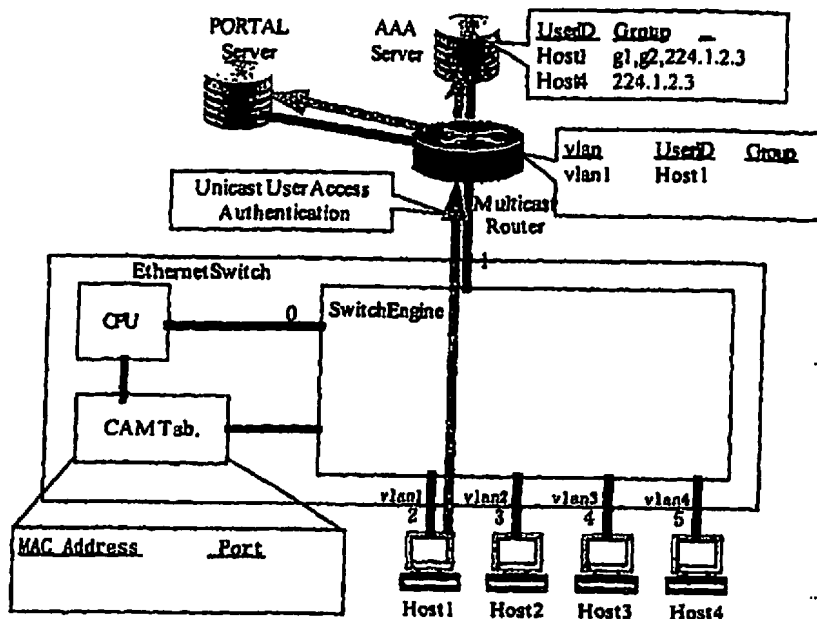 PORTAL
Server
AAA
Server
UserID Group
Host1 g1,g2,224.1.2.3
Host4 224.1.2.3
vlan UserID Group
vlan1 Host1
Unicast User Access
Authentication
Multicast
Router
EthernetSwitch
1
CPU
0
SwitchEngine
CAM Tab.
vlan1
2
vlan2
3
vlan3
4
vlan4
5
MAC Address Port
Host1
Host2
Host3
Host4